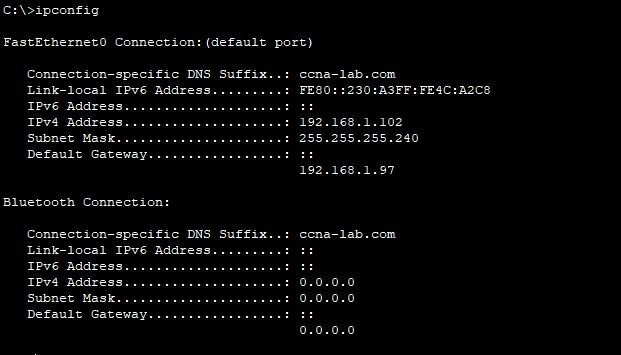 C:\>ipconfig
FastEthernet0 Connection:(default port)
Connection-specific DNS Suffix..: ccna-lab.com
Link-local IPv6 Address.........: FE80::230:A3FF:FE4C:A2C8
IPv6 Address....................: ::
IPv4 Address....................: 192.168.1.102
Subnet Mask.....................: 255.255.255.240
Default Gateway.................: ::
192.168.1.97
Bluetooth Connection:
Connection-specific DNS Suffix..: ccna-lab.com
Link-local IPv6 Address.........: ::
IPv6 Address....................: ::
IPv4 Address....................: 0.0.0.0
Subnet Mask.....................: 0.0.0.0
Default Gateway.................: ::
0.0.0.0